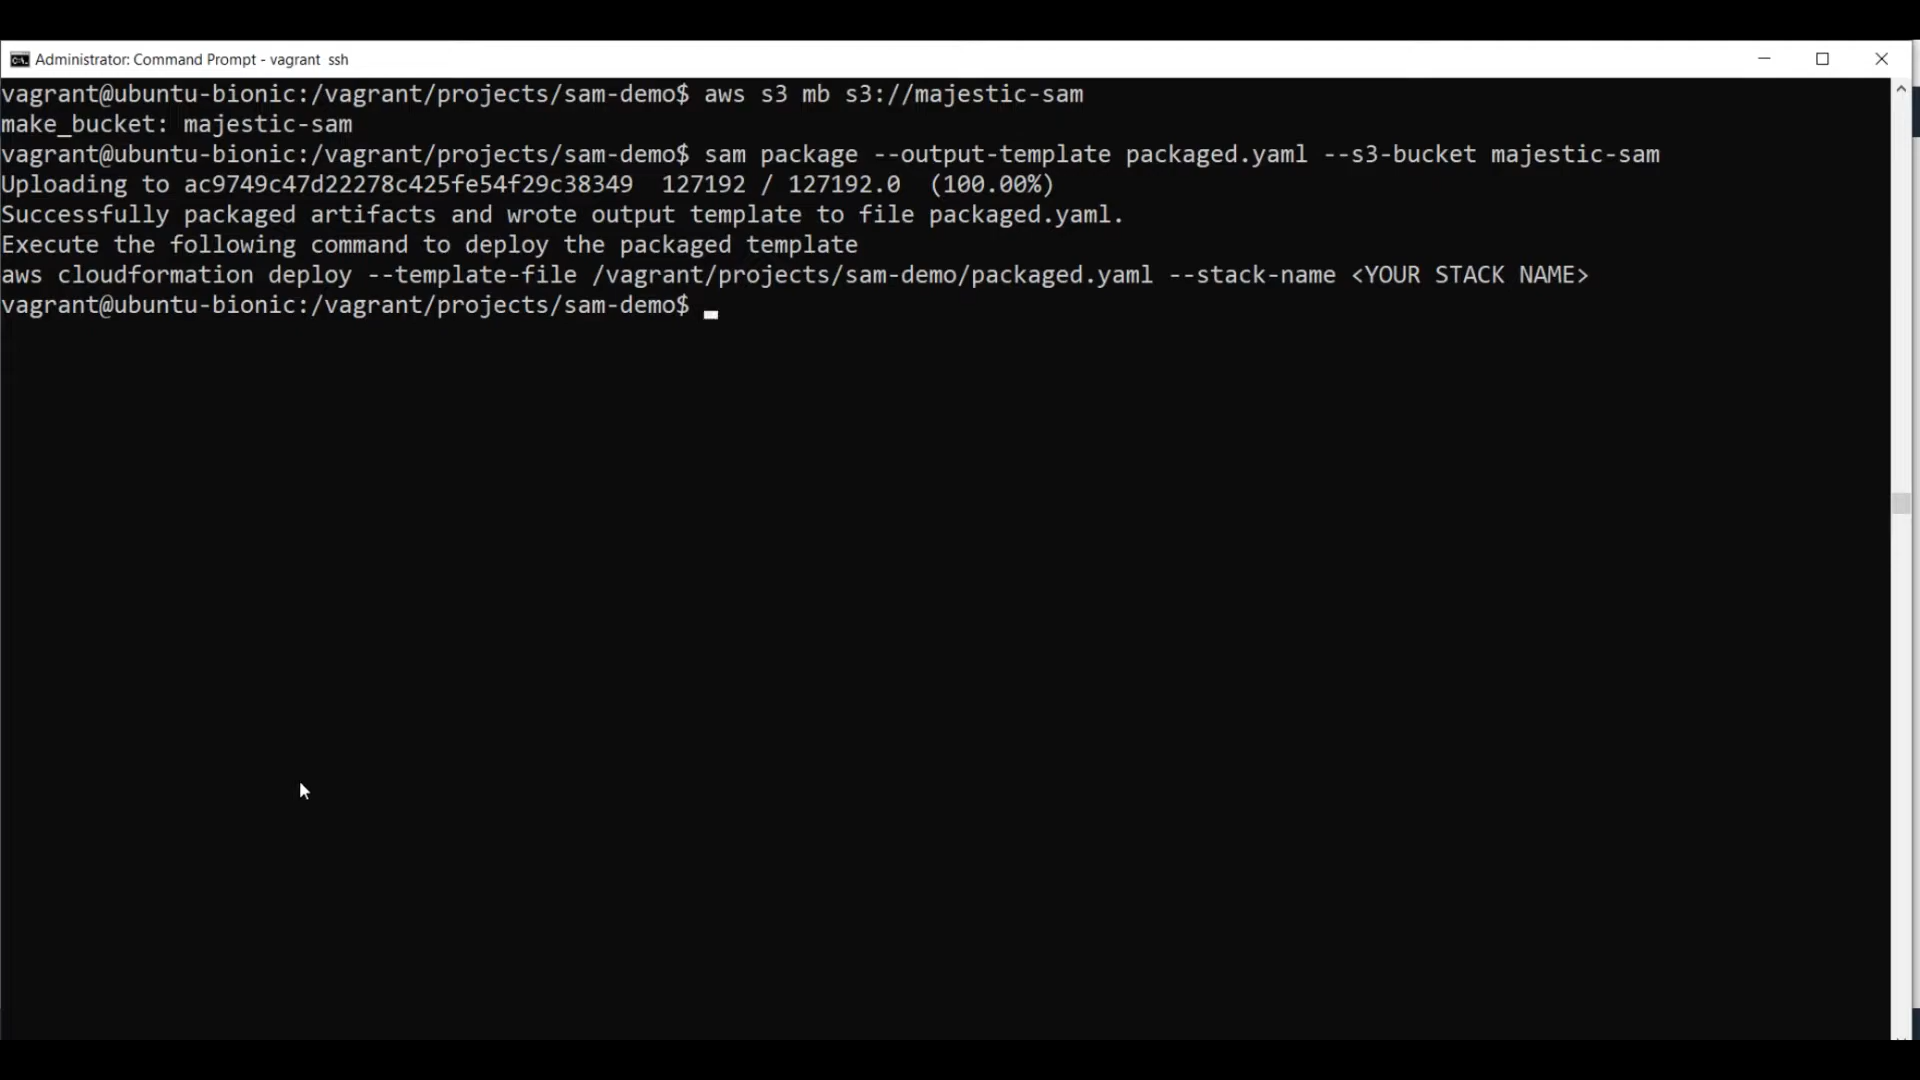 Administrator: Command Prompt - vagrant  ssh
vagrant@ubuntu-bionic:/vagrant/projects/sam-demo$ aws s3 mb s3://majestic-sam
make_bucket: majestic-sam
vagrant@ubuntu-bionic:/vagrant/projects/sam-demo$ sam package --output-template packaged.yaml --s3-bucket majestic-sam
Uploading to ac9749c47d22278c425fe54f29c38349  127192 / 127192.0  (100.00%)
Successfully packaged artifacts and wrote output template to file packaged.yaml.
Execute the following command to deploy the packaged template
aws cloudformation deploy --template-file /vagrant/projects/sam-demo/packaged.yaml --stack-name <YOUR STACK NAME>
vagrant@ubuntu-bionic:/vagrant/projects/sam-demo$